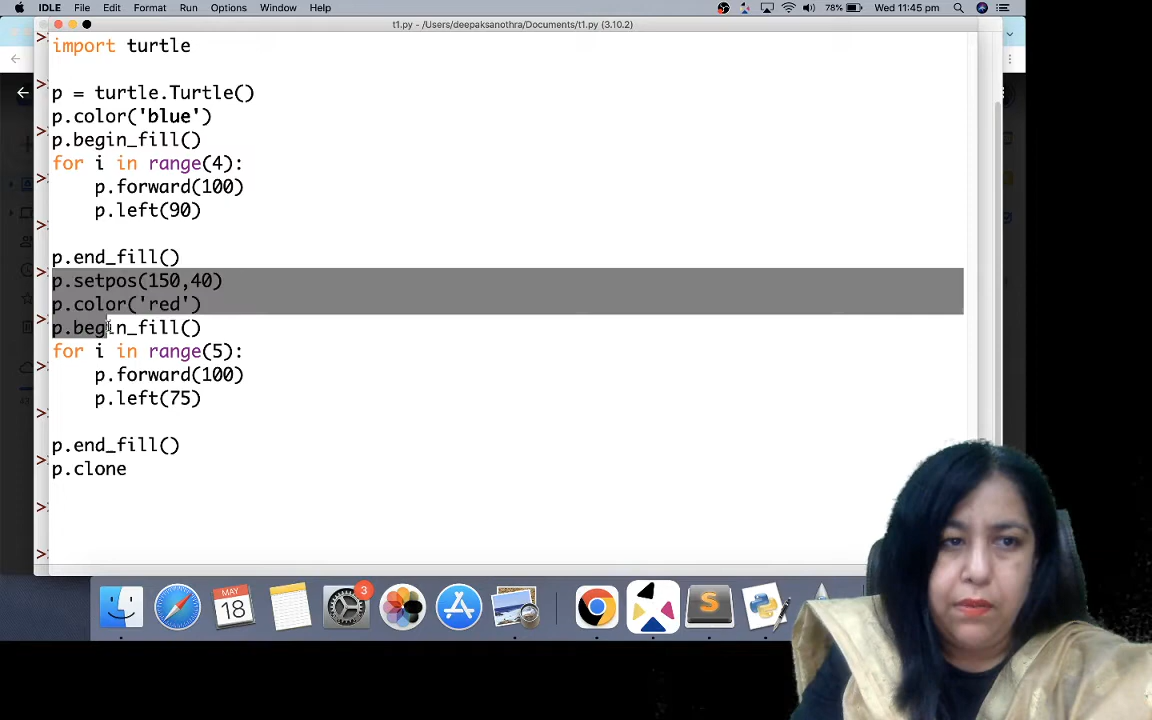 IDLE File Edit Format Run Options Window Help 78% Wed 11:45 pm
t1.py - /Users/deepaksanothra/Documents/t1.py (3.10.2)
import turtle
p = turtle.Turtle()
p.color('blue')
p.begin_fill()
for i in range(4):
p.forward(100)
p.left(90)
p.end_fill()
p.setpos(150,40)
p.color('red')
p.begin_fill()
for i in range(5):
p.forward(100)
p.left(75)
p.end_fill()
p.clone
MAY
18
3
S